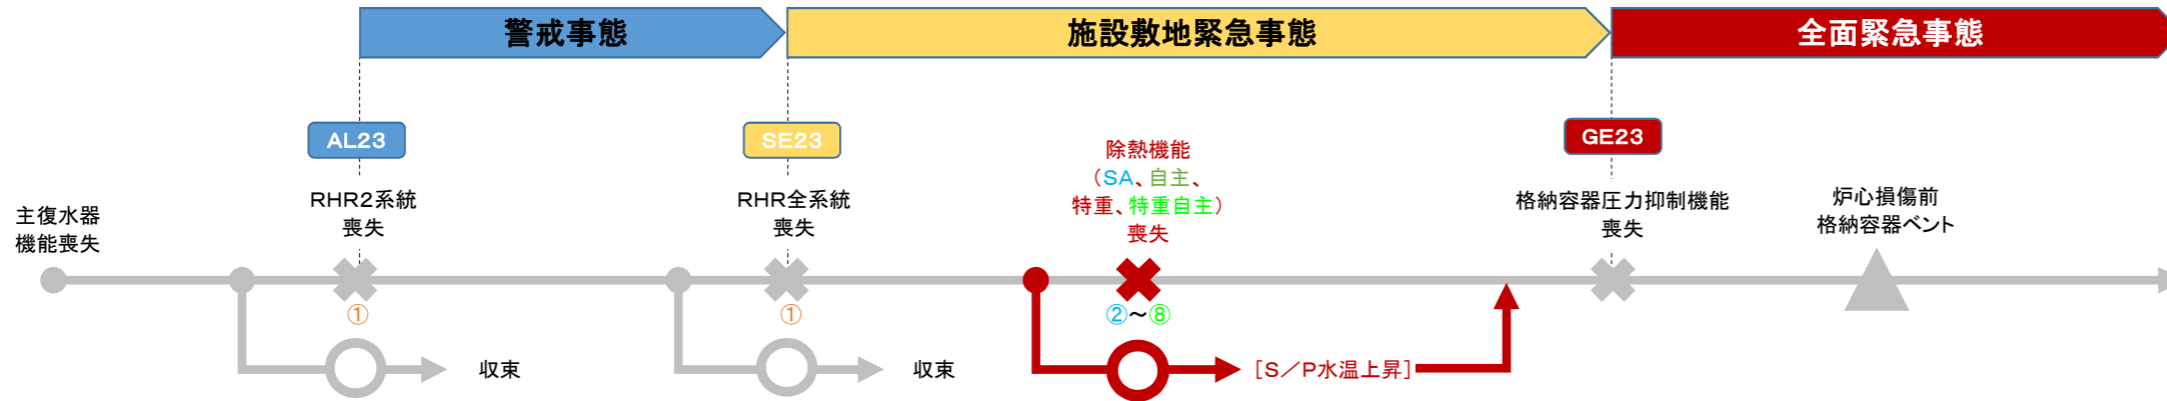 警戒事態
施設敷地緊急事態
全面緊急事態
AL23
SE23
GE23
主復水器
機能喪失
RHR2系統
喪失
RHR全系統
喪失
除熱機能
(SA、自主、
特重、特重自主)
喪失
格納容器圧力抑制機能
喪失
炉心損傷前
格納容器ベント
①
①
②~⑧
収束
収束
[S/P水温上昇]